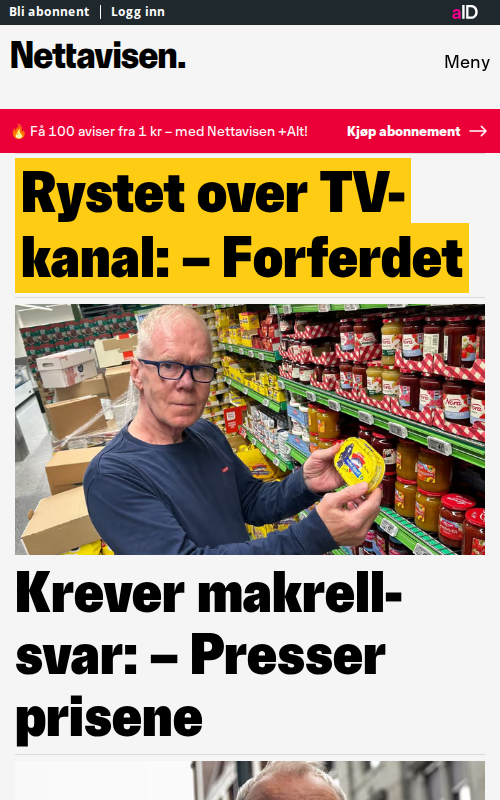 Bli abonnent | Logg inn
aID
Nettavisen.
Meny
🔥 Få 100 aviser fra 1 kr – med Nettavisen +Alt!
Kjøp abonnement →
Rystet over TV-
kanal: – Forferdet
Krever makrell-
svar: – Presser
prisene